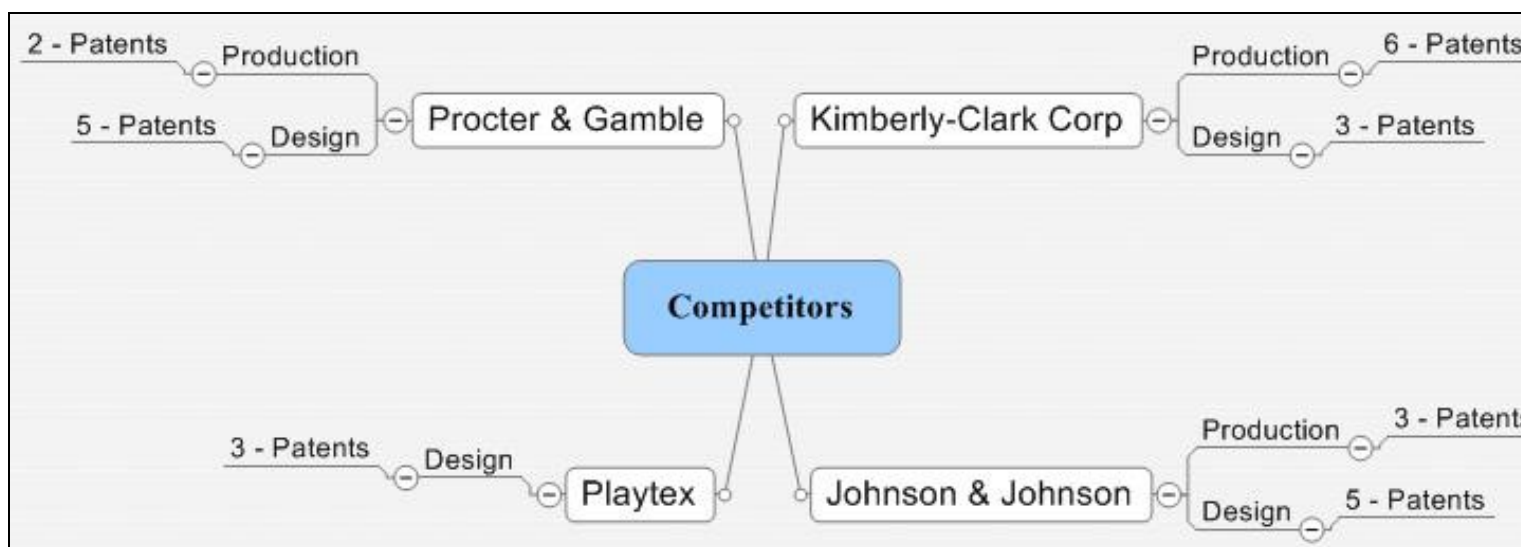 2 - Patents
Production
5 - Patents
Design
Procter & Gamble
Kimberly-Clark Corp
Production
6 - Patents
Design
3 - Patents
Competitors
3 - Patents
Design
Playtex
Johnson & Johnson
Production
3 - Patents
Design
5 - Patents